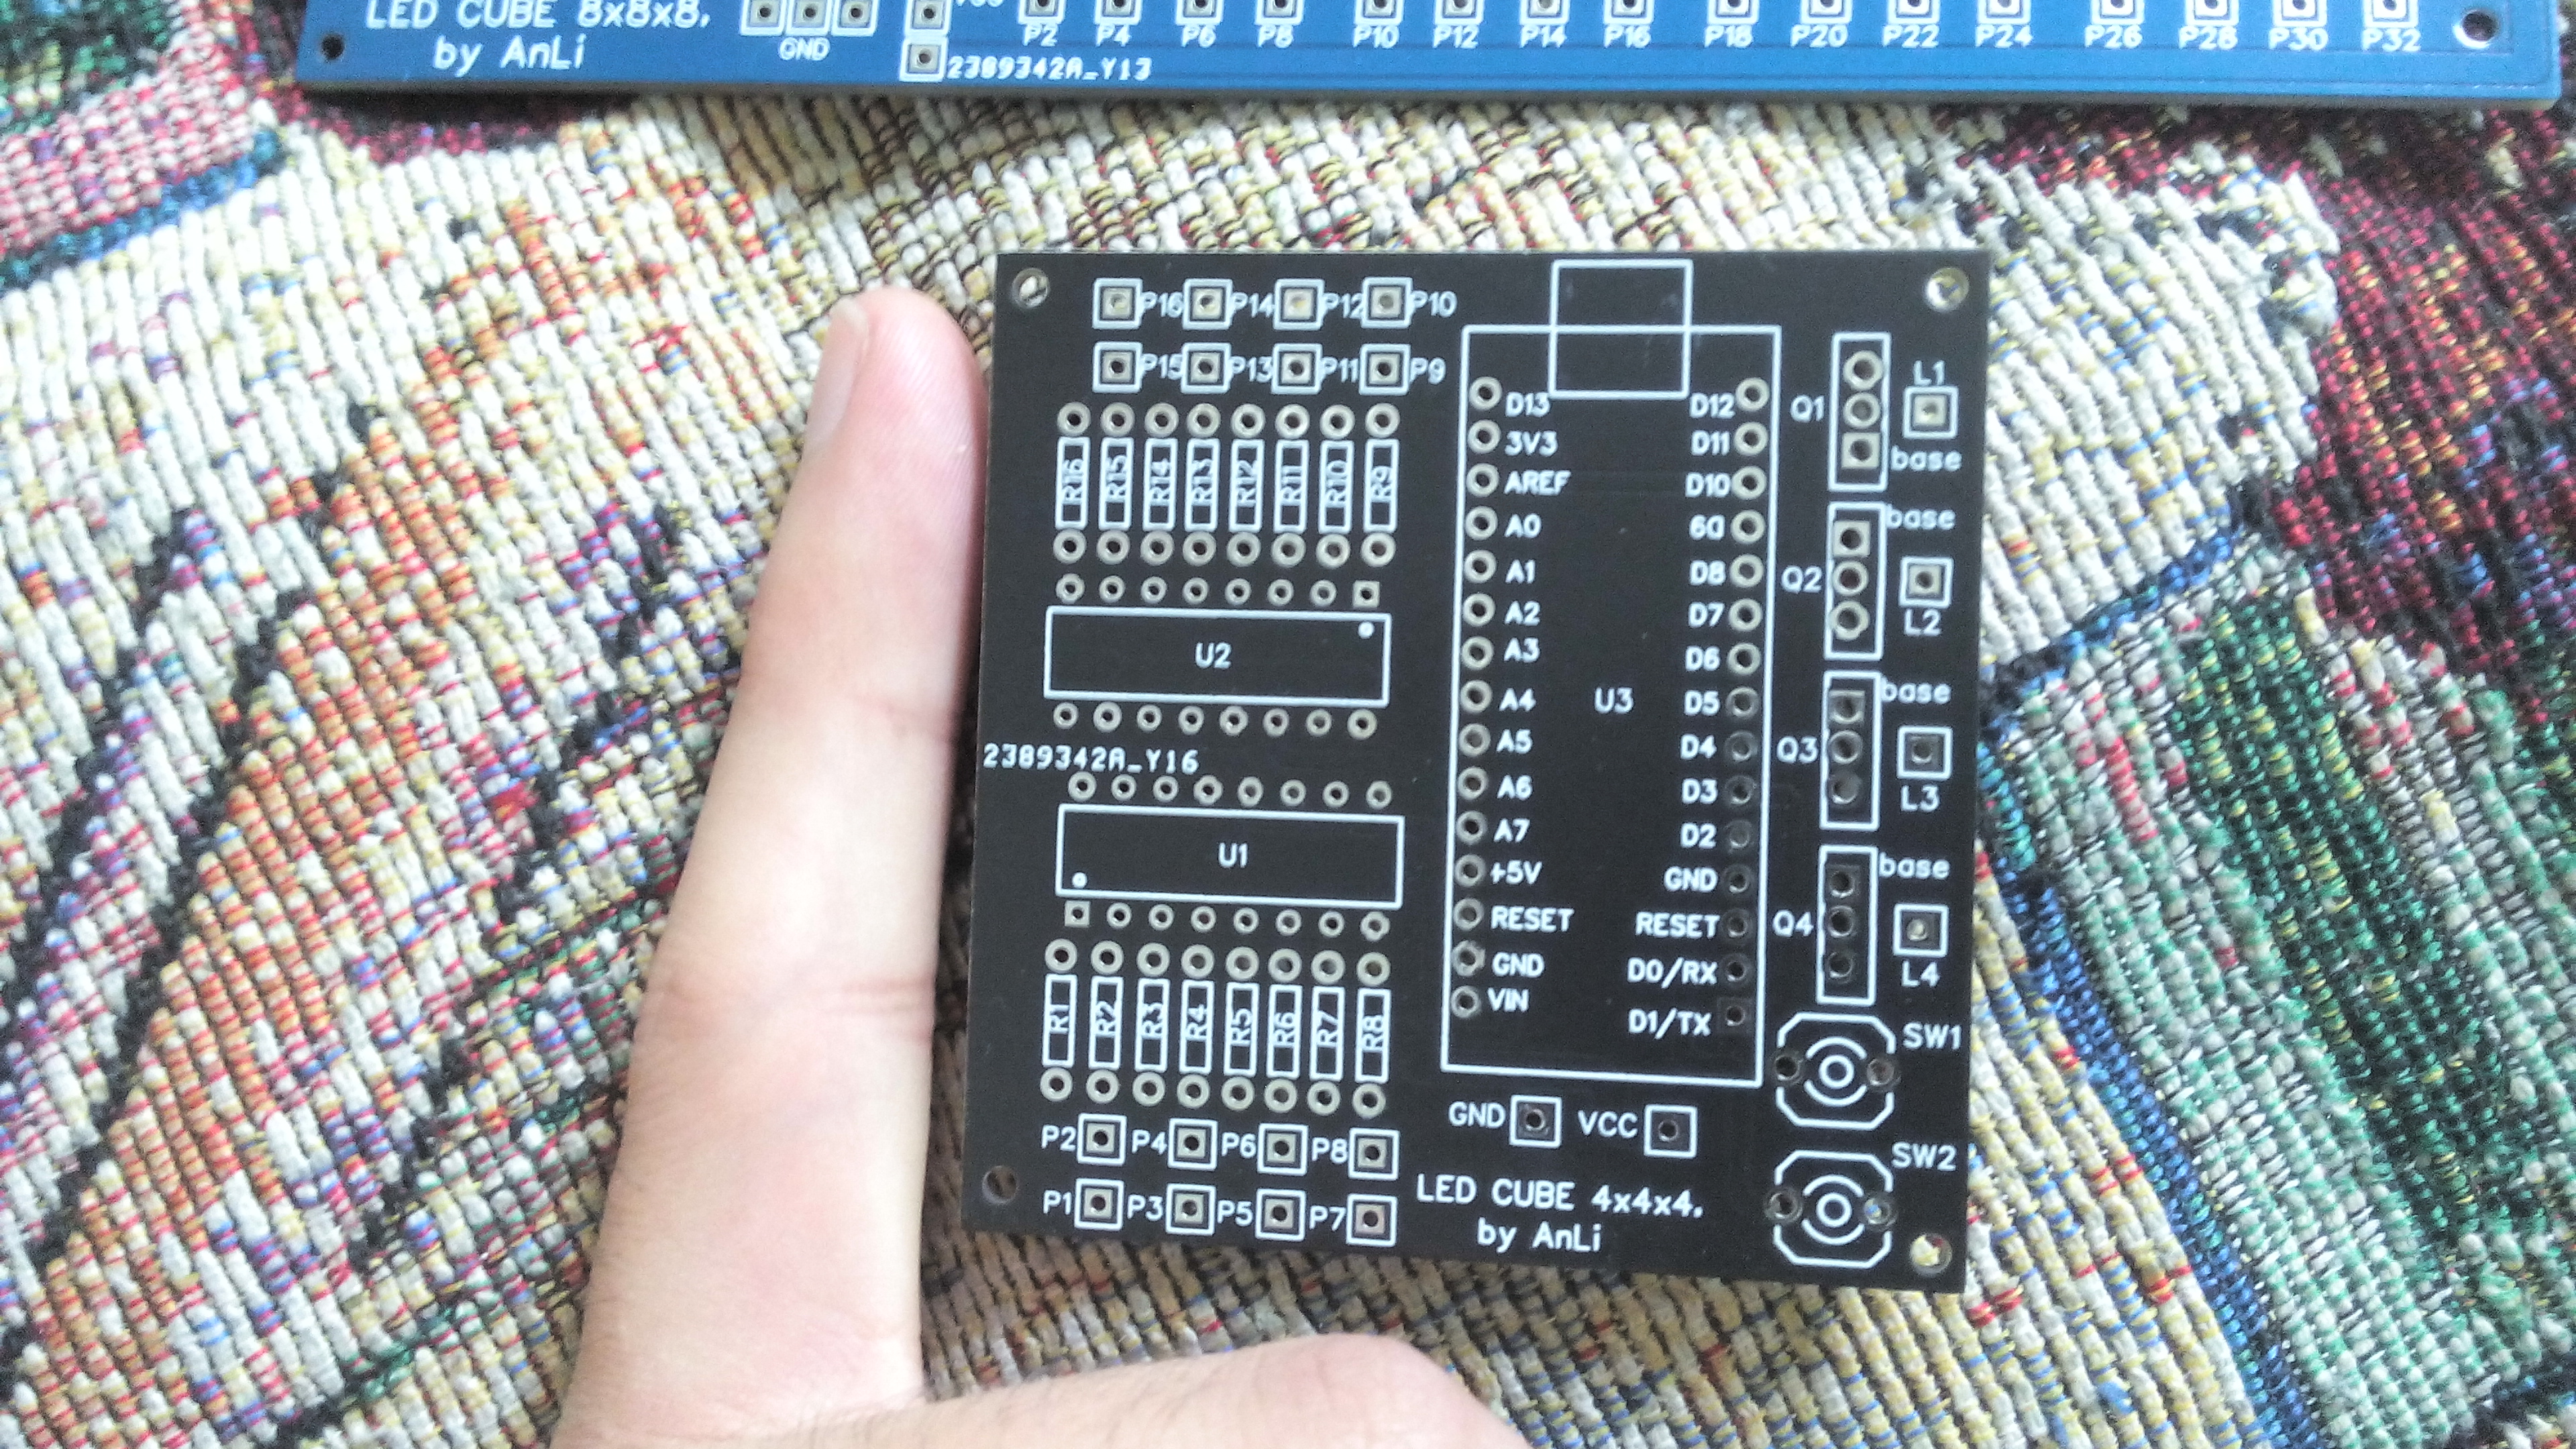 LED CUBE 8x8x8,
by AnLi
GND
P2 P4 P6 P8 P10 P12 P14 P16 P18 P20 P22 P24 P26 P28 P30 P32
2389342A_Y13
P16 P14 P12 P10
P15 P13 P11 P9
R16 R15 R14 R13 R12 R11 R10 R9
U2
2389342A_Y16
U1
R1 R2 R3 R4 R5 R6 R7 R8
P2 P4 P6 P8
P1 P3 P5 P7
D13 D12
3V3 D11
AREF D10
A0 D9
A1 D8
A2 D7
A3 D6
A4 U3 D5
A5 D4
A6 D3
A7 D2
+5V GND
RESET RESET
GND D0/RX
VIN D1/TX
GND VCC
LED CUBE 4x4x4,
by AnLi
L1
Q1
base
base
Q2
L2
base
Q3
L3
base
Q4
L4
SW1
SW2